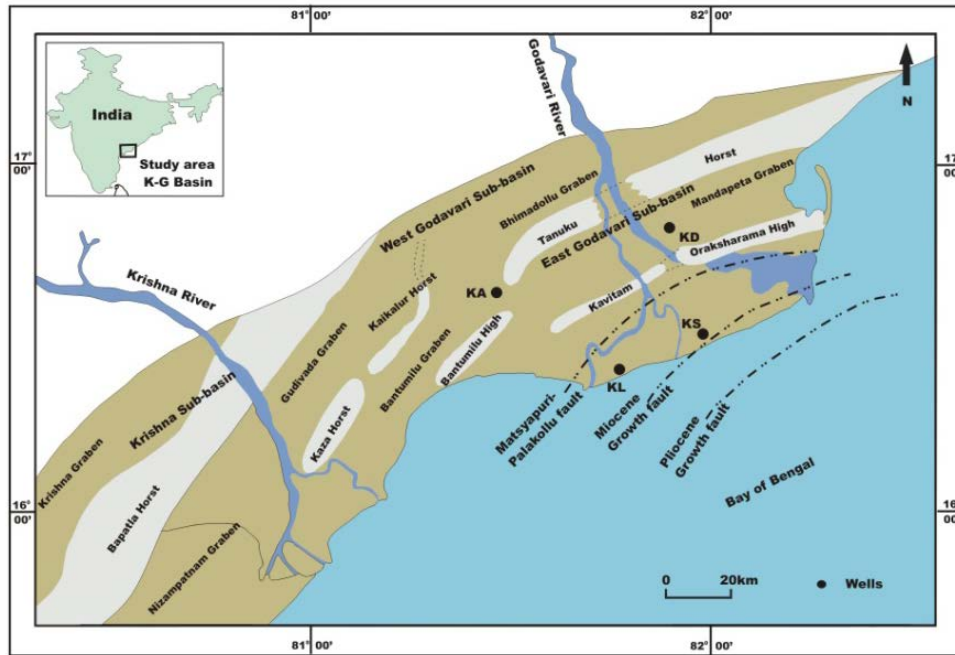 81° 00'
82° 00'
India
Study area
K-G Basin
N
17°
00'
17°
00'
Godavari River
Horst
Mandapeta Graben
Bhimadollu Graben
West Godavari Sub-basin
Tanuku
East Godavari Sub-basin
KD
Oraksharama High
Krishna River
KA
Kaikalur Horst
Kavitam
KS
Gudivada Graben
Bantumilu High
Bantumilu Graben
KL
Krishna Sub-basin
Kaza Horst
Matsyapuri-
Palakollu fault
Miocene
Growth fault
Pliocene
Growth fault
Krishna Graben
Bapatla Horst
Bay of Bengal
16°
00'
16°
00'
Nizampatnam Graben
0
20km
Wells
81° 00'
82° 00'